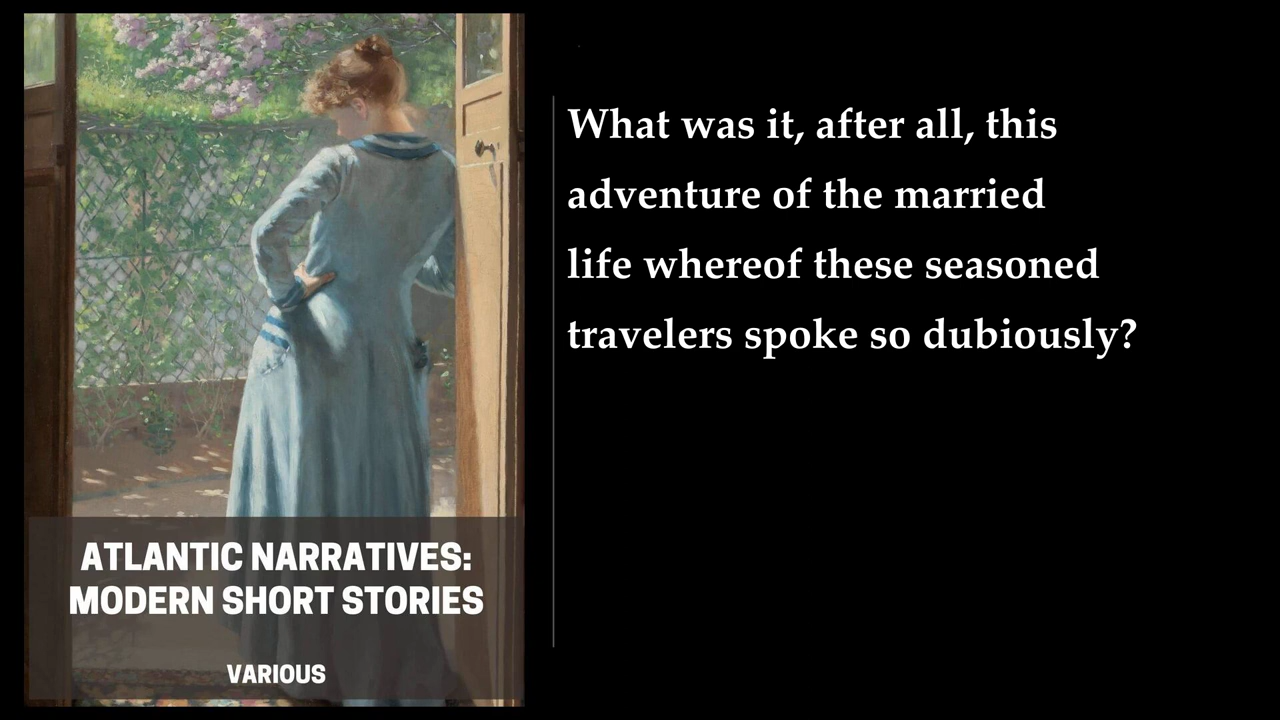 What was it, after all, this
adventure of the married
life whereof these seasoned
travelers spoke so dubiously?
ATLANTIC NARRATIVES:
MODERN SHORT STORIES
VARIOUS